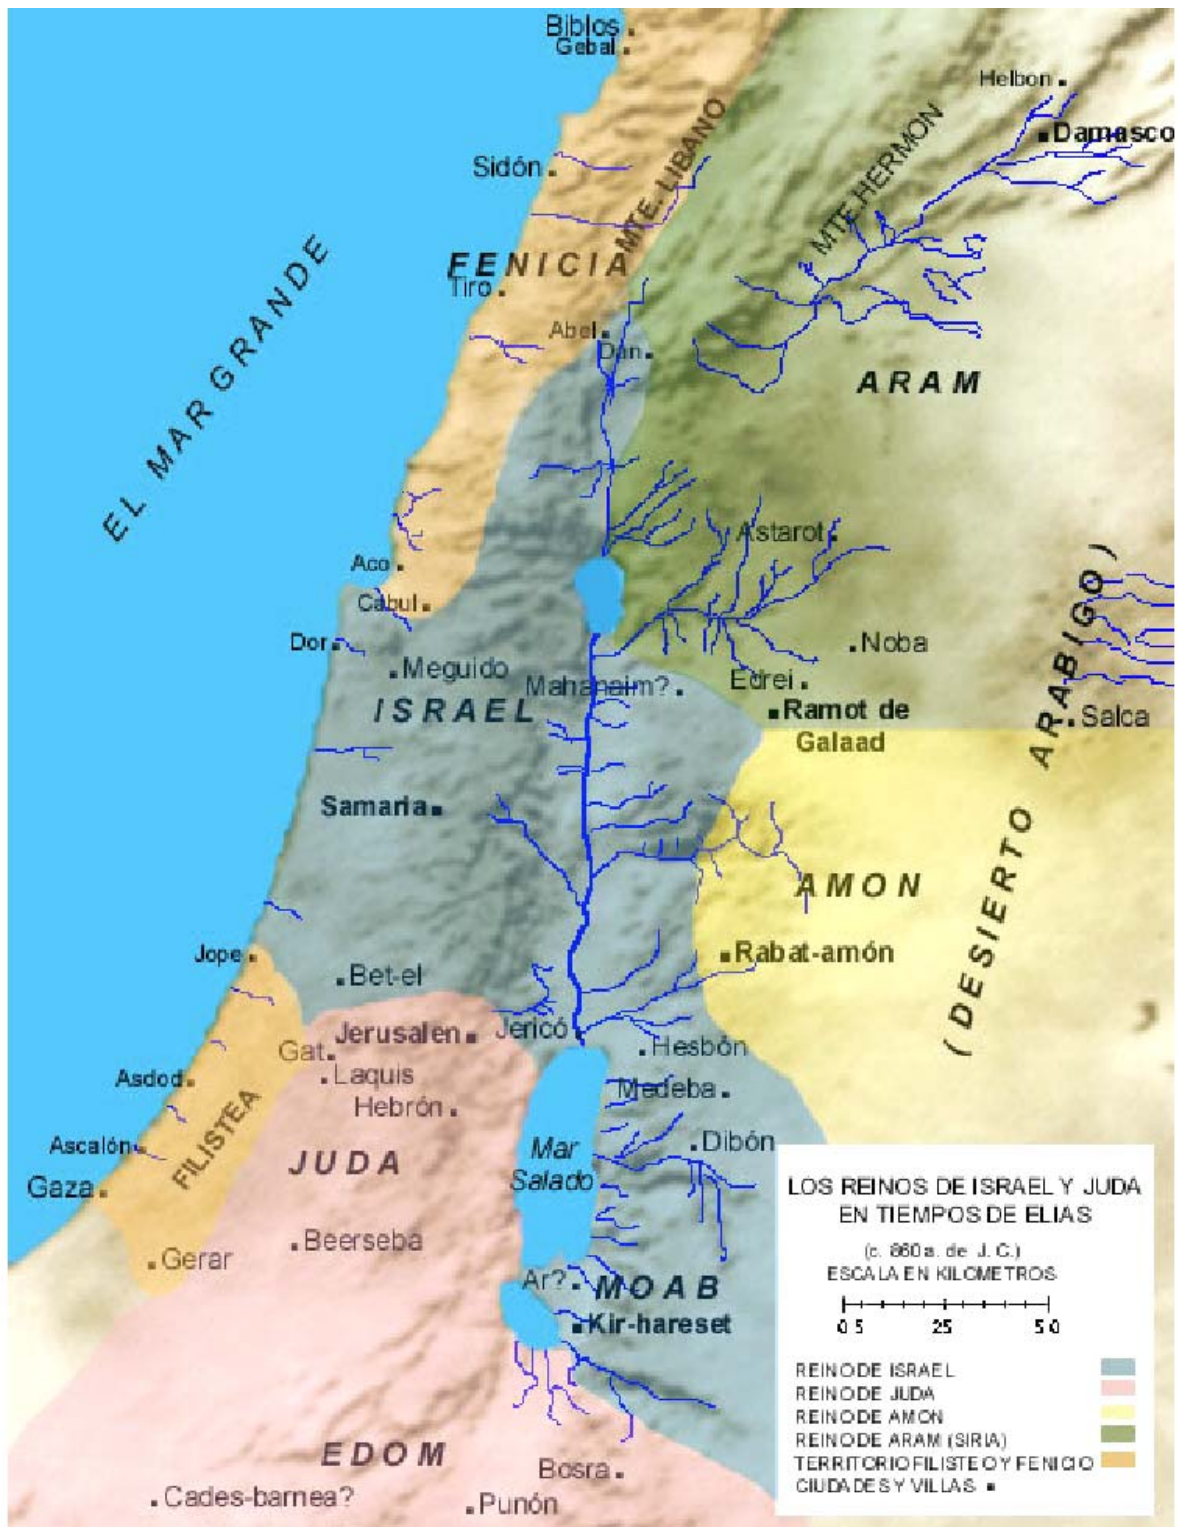 Biblos
Gebal
Helbon
Damasco
MTE. LIBANO
MTE.HERMON
Sidón
FENICIA
Tiro
EL MAR GRANDE
Abel
Dan
ARAM
Astarot
Aco
Cabul
Dor
Noba
Meguido
Mahanaim?
Edrei
ISRAEL
Ramot de
Galaad
Salca
(DESIERTO ARABIGO)
Samaria
AMON
Jope
Rabat-amón
Bet-el
Jerusalen
Jericó
Gat
Hesbón
Laquis
Asdod
Medeba
Hebrón
FILISTEA
Ascalón
Dibón
JUDA
Mar
Salado
Gaza
Beerseba
Gerar
Ar?
MOAB
Kir-hareset
EDOM
Bosra
Cades-barnea?
Punón
LOS REINOS DE ISRAEL Y JUDA
EN TIEMPOS DE ELIAS
(c. 860 a. de J. C.)
ESCALA EN KILOMETROS
0 5 25 50
REINO DE ISRAEL
REINO DE JUDA
REINO DE AMON
REINO DE ARAM (SIRIA)
TERRITORIO FILISTEO Y FENICIO
CIUDADES Y VILLAS